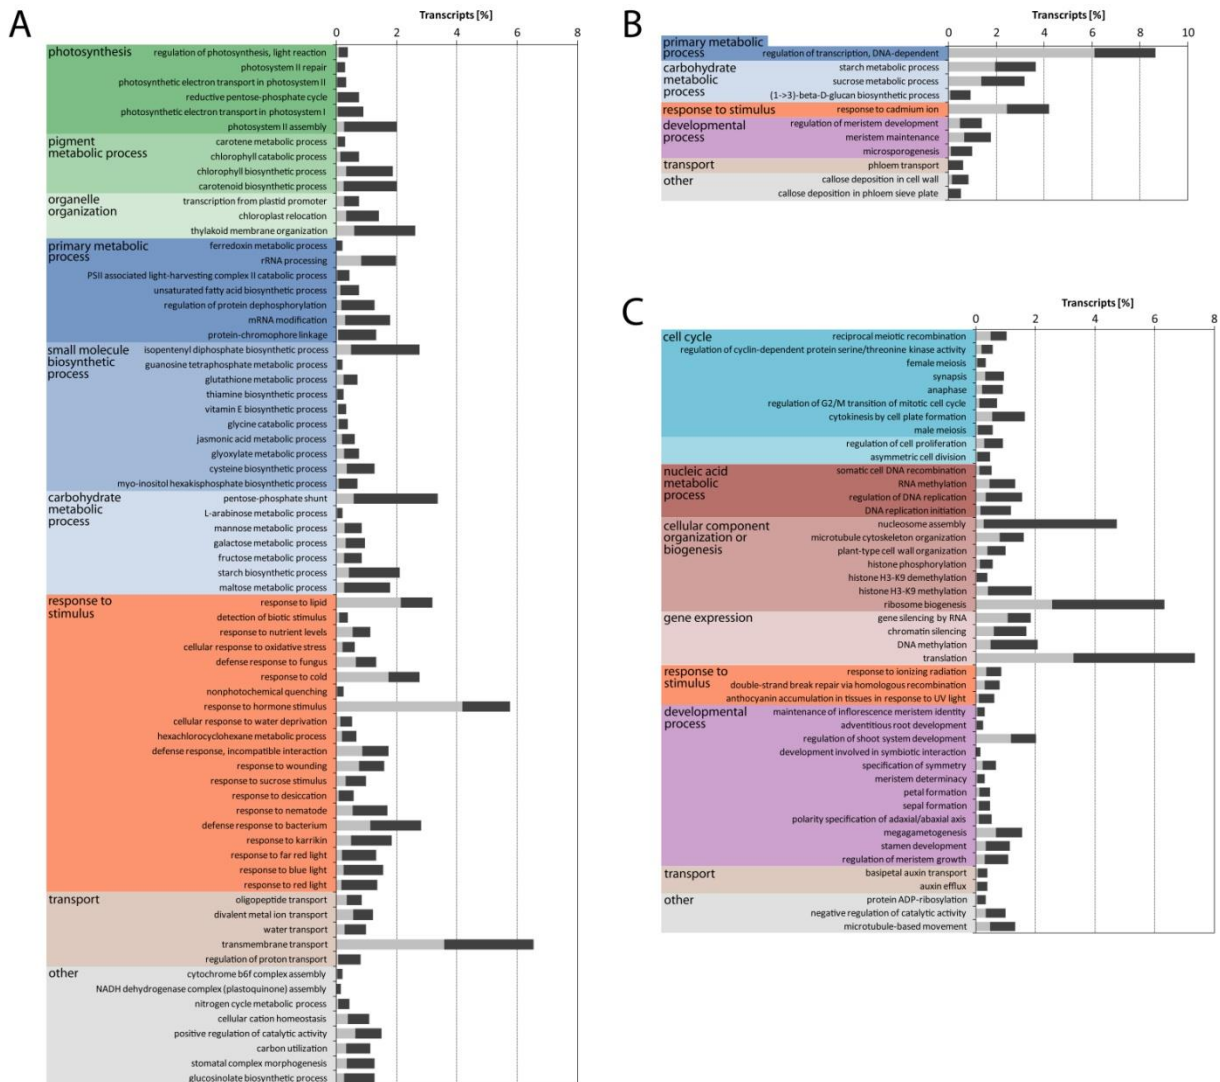 A
Transcripts [%]
0 2 4 6 8
photosynthesis
regulation of photosynthesis, light reaction
photosystem II repair
photosynthetic electron transport in photosystem II
reductive pentose-phosphate cycle
photosynthetic electron transport in photosystem I
photosystem II assembly
pigment
metabolic process
carotene metabolic process
chlorophyll catabolic process
chlorophyll biosynthetic process
carotenoid biosynthetic process
organelle
organization
transcription from plastid promoter
chloroplast relocation
thylakoid membrane organization
primary metabolic
process
ferredoxin metabolic process
rRNA processing
PSII associated light-harvesting complex II catabolic process
unsaturated fatty acid biosynthetic process
regulation of protein dephosphorylation
mRNA modification
protein-chromophore linkage
small molecule
biosynthetic
process
isopentenyl diphosphate biosynthetic process
guanosine tetraphosphate metabolic process
glutathione metabolic process
thiamine biosynthetic process
vitamin E biosynthetic process
glycine catabolic process
jasmonic acid metabolic process
glyoxylate metabolic process
cysteine biosynthetic process
myo-inositol hexakisphosphate biosynthetic process
carbohydrate
metabolic
process
pentose-phosphate shunt
L-arabinose metabolic process
mannose metabolic process
galactose metabolic process
fructose metabolic process
starch biosynthetic process
maltose metabolic process
response to
stimulus
response to lipid
detection of biotic stimulus
response to nutrient levels
cellular response to oxidative stress
defense response to fungus
response to cold
nonphotochemical quenching
response to hormone stimulus
cellular response to water deprivation
hexachlorocyclohexane metabolic process
defense response, incompatible interaction
response to wounding
response to sucrose stimulus
response to desiccation
response to nematode
defense response to bacterium
response to karrikin
response to far red light
response to blue light
response to red light
transport
oligopeptide transport
divalent metal ion transport
water transport
transmembrane transport
regulation of proton transport
other
cytochrome b6f complex assembly
NADH dehydrogenase complex (plastoquinone) assembly
nitrogen cycle metabolic process
cellular cation homeostasis
positive regulation of catalytic activity
carbon utilization
stomatal complex morphogenesis
glucosinolate biosynthetic process
B
Transcripts [%]
0 2 4 6 8 10
primary metabolic
process
regulation of transcription, DNA-dependent
carbohydrate
metabolic
process
starch metabolic process
sucrose metabolic process
(1->3)-beta-D-glucan biosynthetic process
response to stimulus
response to cadmium ion
developmental
process
regulation of meristem development
meristem maintenance
microsporogenesis
transport
phloem transport
other
callose deposition in cell wall
callose deposition in phloem sieve plate
C
Transcripts [%]
0 2 4 6 8
cell cycle
reciprocal meiotic recombination
regulation of cyclin-dependent protein serine/threonine kinase activity
female meiosis
synapsis
anaphase
regulation of G2/M transition of mitotic cell cycle
cytokinesis by cell plate formation
male meiosis
regulation of cell proliferation
asymmetric cell division
nucleic acid
metabolic
process
somatic cell DNA recombination
RNA methylation
regulation of DNA replication
DNA replication initiation
cellular component
organization or
biogenesis
nucleosome assembly
microtubule cytoskeleton organization
plant-type cell wall organization
histone phosphorylation
histone H3-K9 demethylation
histone H3-K9 methylation
ribosome biogenesis
gene expression
gene silencing by RNA
chromatin silencing
DNA methylation
translation
response to
stimulus
response to ionizing radiation
double-strand break repair via homologous recombination
anthocyanin accumulation in tissues in response to UV light
developmental
process
maintenance of inflorescence meristem identity
adventitious root development
regulation of shoot system development
development involved in symbiotic interaction
specification of symmetry
meristem determinacy
petal formation
sepal formation
polarity specification of adaxial/abaxial axis
megagametogenesis
stamen development
regulation of meristem growth
transport
basipetal auxin transport
auxin efflux
other
protein ADP-ribosylation
negative regulation of catalytic activity
microtubule-based movement